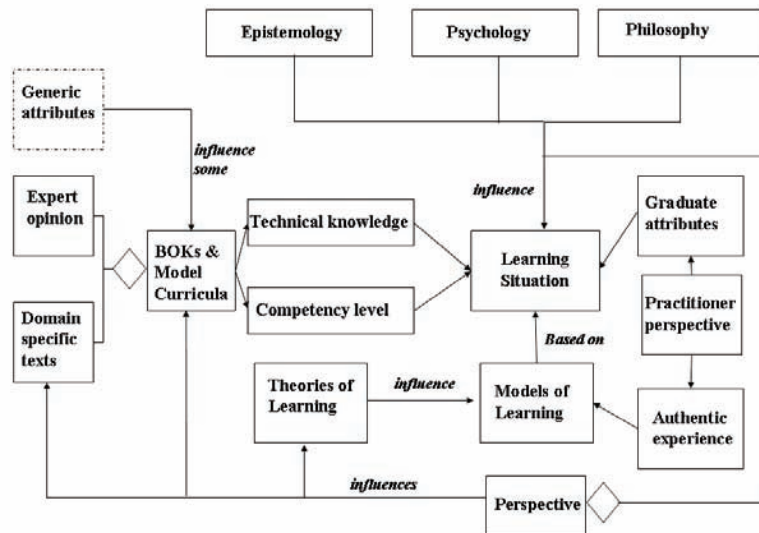 Epistemology
Psychology
Philosophy
Generic
attributes
influence
some
influence
Expert
opinion
Technical knowledge
Graduate
attributes
BOKs &
Model
Curricula
Learning
Situation
Domain
specific
texts
Competency level
Practitioner
perspective
Based on
Theories of
Learning
influence
Models of
Learning
Authentic
experience
influences
Perspective